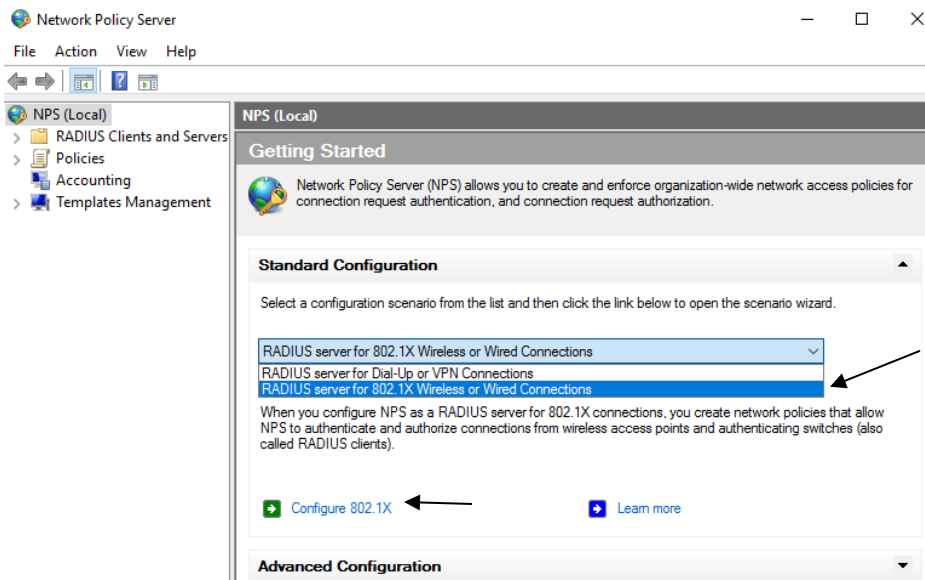 Network Policy Server
File Action View Help
NPS (Local)
RADIUS Clients and Servers
Policies
Accounting
Templates Management
NPS (Local)
Getting Started
Network Policy Server (NPS) allows you to create and enforce organization-wide network access policies for
connection request authentication, and connection request authorization.
Standard Configuration
Select a configuration scenario from the list and then click the link below to open the scenario wizard.
RADIUS server for 802.1X Wireless or Wired Connections
RADIUS server for Dial-Up or VPN Connections
RADIUS server for 802.1X Wireless or Wired Connections
When you configure NPS as a RADIUS server for 802.1X connections, you create network policies that allow
NPS to authenticate and authorize connections from wireless access points and authenticating switches (also
called RADIUS clients).
Configure 802.1X
Learn more
Advanced Configuration